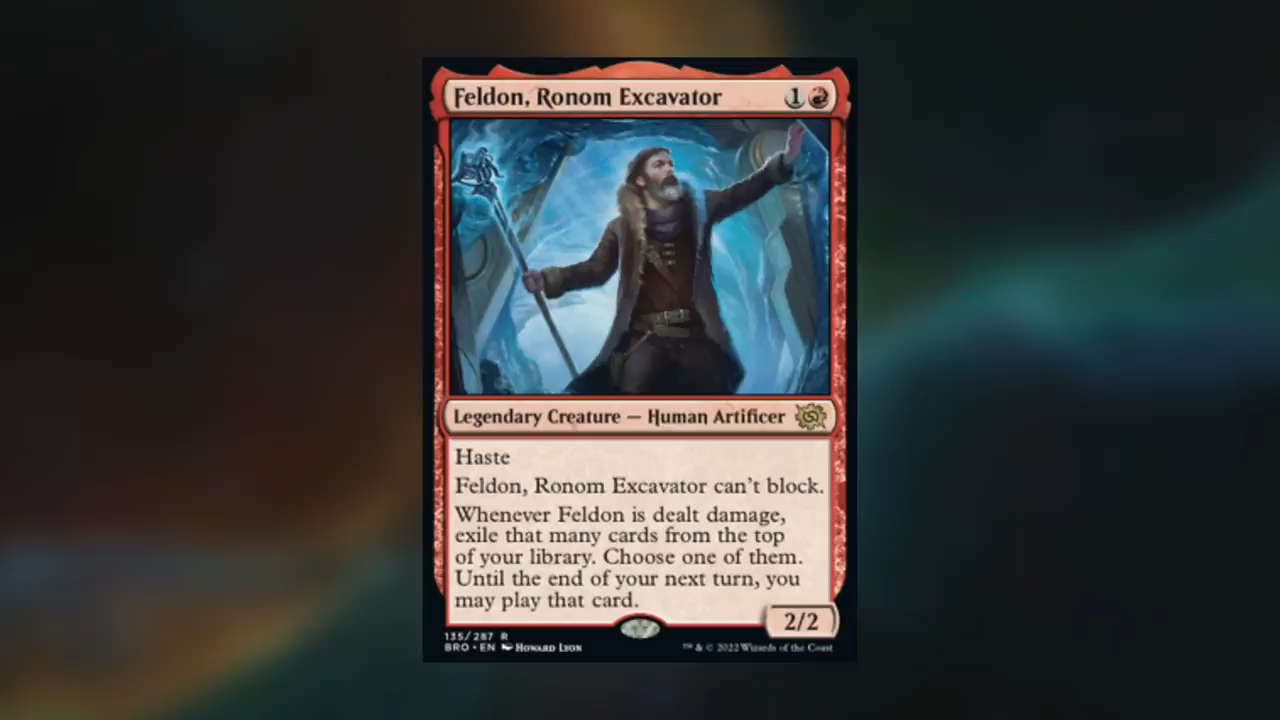 Feldon, Ronom Excavator 1
Legendary Creature — Human Artificer
Haste
Feldon, Ronom Excavator can't block.
Whenever Feldon is dealt damage,
exile that many cards from the top
of your library. Choose one of them.
Until the end of your next turn, you
may play that card.
2/2
135/287 R
BRO • EN Howard Lyon
™ & © 2022 Wizards of the Coast